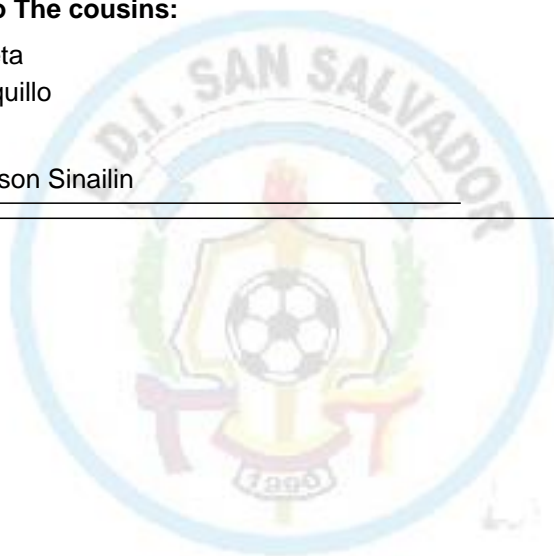 o The cousins:
ta
quillo
son Sinailin
D.I. SAN SALVADOR
1990